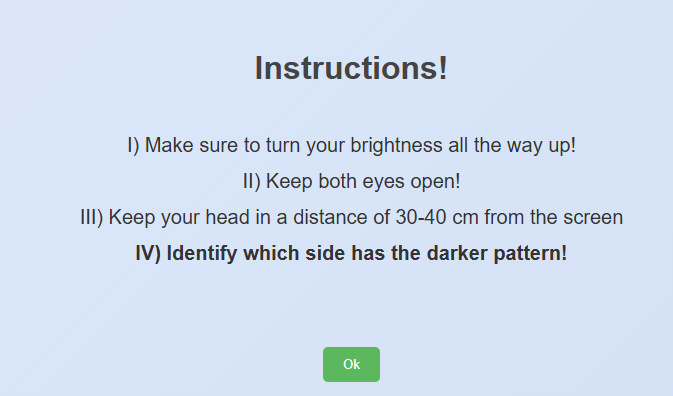 Instructions!
I) Make sure to turn your brightness all the way up!
II) Keep both eyes open!
III) Keep your head in a distance of 30-40 cm from the screen
IV) Identify which side has the darker pattern!
Ok